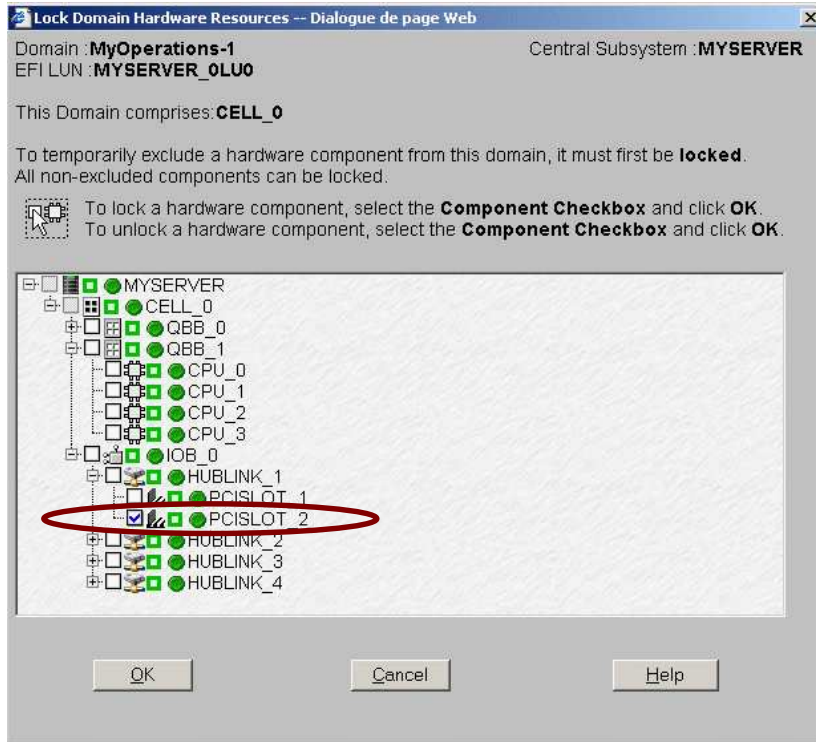 Lock Domain Hardware Resources -- Dialogue de page Web
Domain :MyOperations-1 Central Subsystem :MYSERVER
EFI LUN :MYSERVER_0LU0
This Domain comprises:CELL_0
To temporarily exclude a hardware component from this domain, it must first be locked.
All non-excluded components can be locked.
To lock a hardware component, select the Component Checkbox and click OK.
To unlock a hardware component, select the Component Checkbox and click OK.
MYSERVER
CELL_0
QBB_0
QBB_1
CPU_0
CPU_1
CPU_2
CPU_3
IOB_0
HUBLINK_1
PCISLOT_1
PCISLOT_2
HUBLINK_2
HUBLINK_3
HUBLINK_4
OK Cancel Help